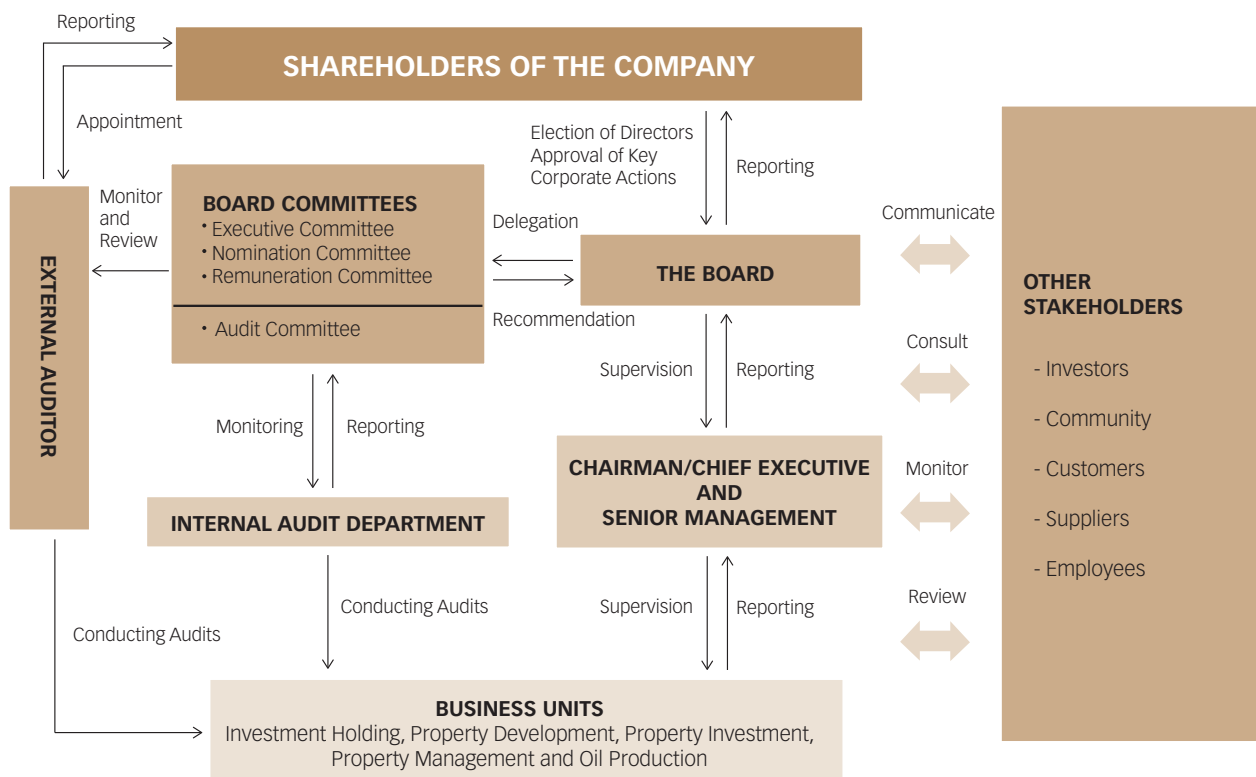 Reporting
SHAREHOLDERS OF THE COMPANY
Appointment
Election of Directors
Approval of Key
Corporate Actions
Reporting
Monitor
and
Review
BOARD COMMITTEES
• Executive Committee
• Nomination Committee
• Remuneration Committee
• Audit Committee
Delegation
Recommendation
THE BOARD
Communicate
EXTERNAL AUDITOR
OTHER
STAKEHOLDERS
- Investors
- Community
- Customers
- Suppliers
- Employees
Supervision
Reporting
Consult
Monitoring
Reporting
CHAIRMAN/CHIEF EXECUTIVE
AND
SENIOR MANAGEMENT
Monitor
INTERNAL AUDIT DEPARTMENT
Conducting Audits
Conducting Audits
Supervision
Reporting
Review
BUSINESS UNITS
Investment Holding, Property Development, Property Investment,
Property Management and Oil Production